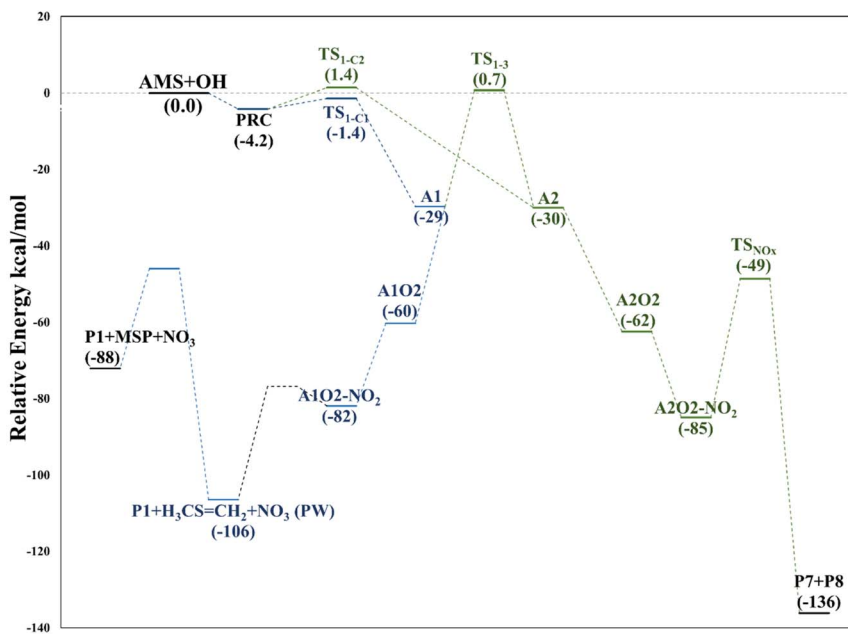 Relative Energy kcal/mol
20
0
-20
-40
-60
-80
-100
-120
-140
AMS+OH
(0.0)
PRC
(-4.2)
TS₁₋C₂
(1.4)
TS₁₋C₁
(-1.4)
TS₁₋₃
(0.7)
A1
(-29)
A2
(-30)
A1O2
(-60)
A2O2
(-62)
TSNOx
(-49)
P1+MSP+NO₃
(-88)
A1O2-NO₂
(-82)
A2O2-NO₂
(-85)
P1+H₃CS=CH₂+NO₃ (PW)
(-106)
P7+P8
(-136)